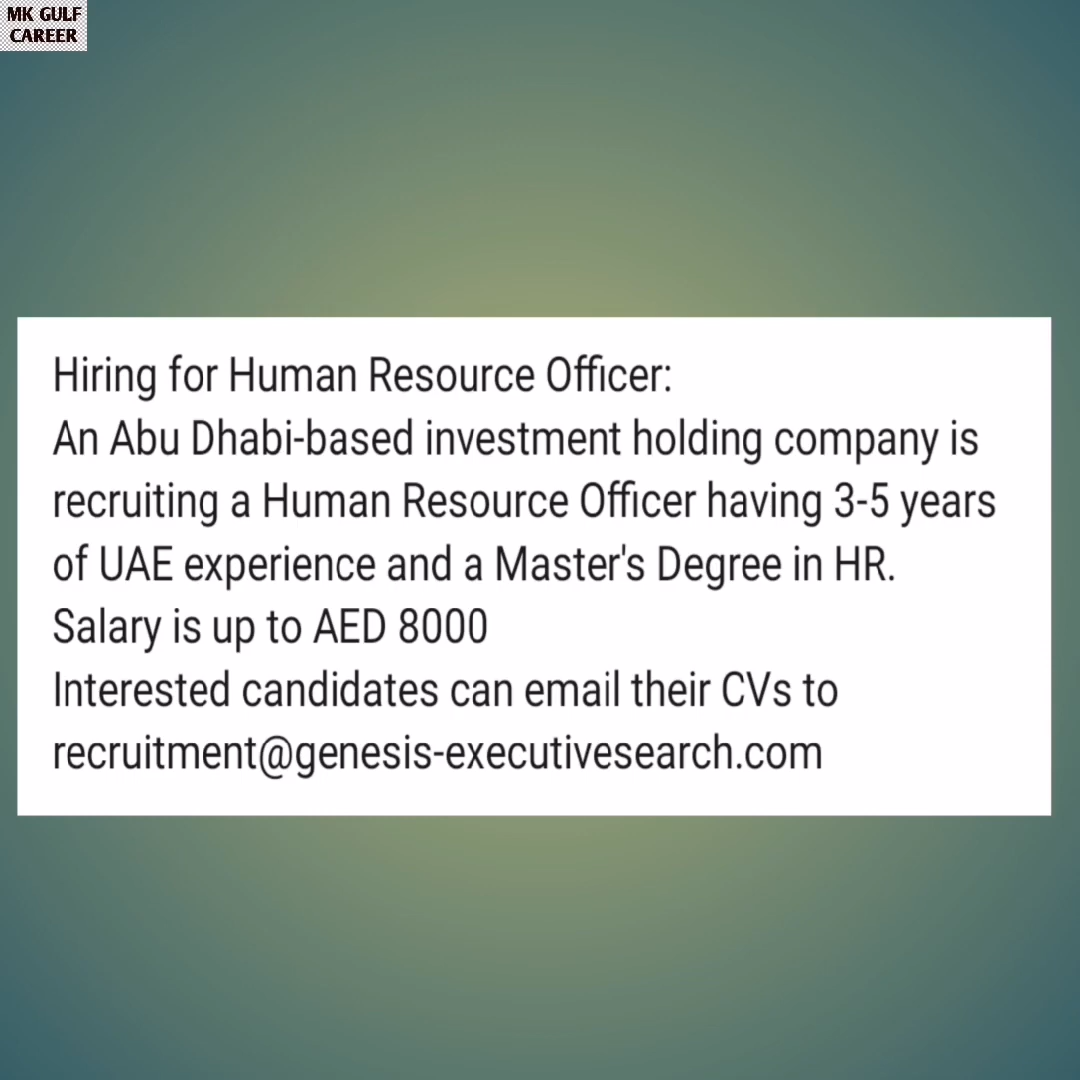 MK GULF
CAREER
Hiring for Human Resource Officer:
An Abu Dhabi-based investment holding company is
recruiting a Human Resource Officer having 3-5 years
of UAE experience and a Master's Degree in HR.
Salary is up to AED 8000
Interested candidates can email their CVs to
recruitment@genesis-executivesearch.com